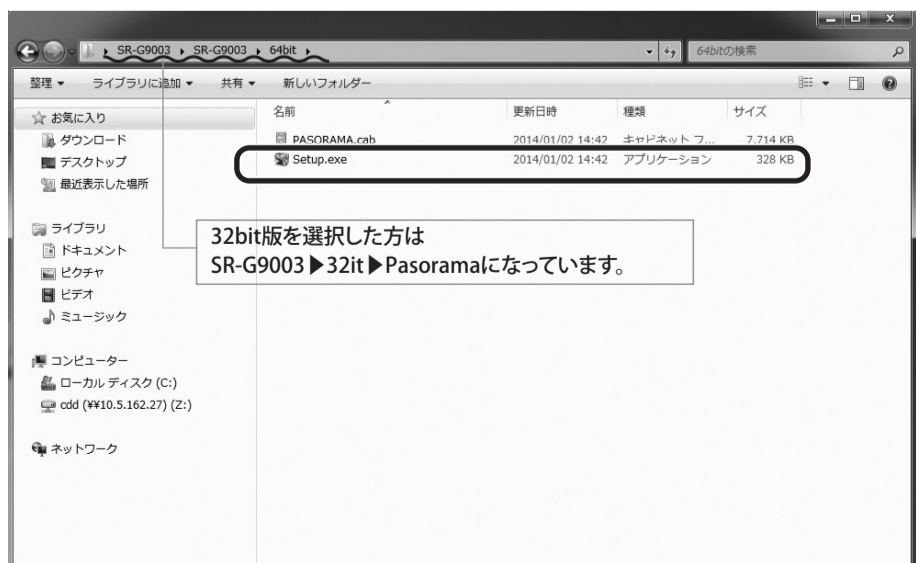 SR-G9003 ▸ SR-G9003 ▸ 64bit ▸
64bitの検索
整理 ▼ ライブラリに追加 ▼ 共有 ▼ 新しいフォルダー
名前 更新日時 種類 サイズ
PASORAMA.cab 2014/01/02 14:42 キャビネット フ... 7,714 KB
Setup.exe 2014/01/02 14:42 アプリケーション 328 KB
お気に入り
ダウンロード
デスクトップ
最近表示した場所
ライブラリ
ドキュメント
ピクチャ
ビデオ
ミュージック
コンピューター
ローカル ディスク (C:)
cdd (¥¥10.5.162.27) (Z:)
ネットワーク
32bit版を選択した方は
SR-G9003▶32it▶Pasoramaになっています。